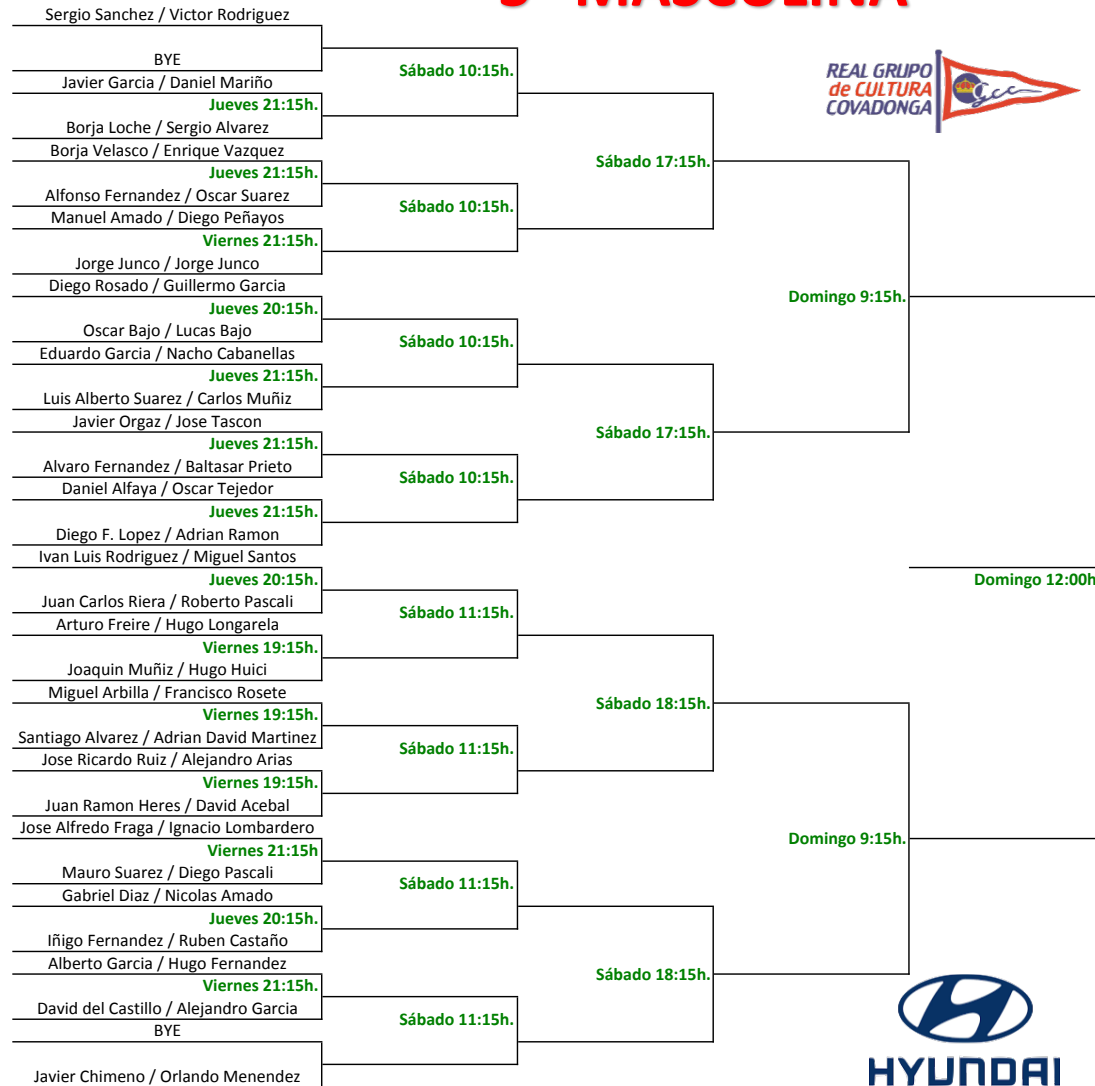 MASCULINA
Sergio Sanchez / Victor Rodriguez
BYE
Sábado 10:15h.
Javier Garcia / Daniel Mariño
Jueves 21:15h.
Borja Loche / Sergio Alvarez
REAL GRUPO
de CULTURA
COVADONGA
Gcc
Borja Velasco / Enrique Vazquez
Sábado 17:15h.
Jueves 21:15h.
Alfonso Fernandez / Oscar Suarez
Sábado 10:15h.
Manuel Amado / Diego Peñayos
Viernes 21:15h.
Jorge Junco / Jorge Junco
Diego Rosado / Guillermo Garcia
Domingo 9:15h.
Jueves 20:15h.
Oscar Bajo / Lucas Bajo
Sábado 10:15h.
Eduardo Garcia / Nacho Cabanellas
Jueves 21:15h.
Luis Alberto Suarez / Carlos Muñiz
Javier Orgaz / Jose Tascon
Sábado 17:15h.
Jueves 21:15h.
Alvaro Fernandez / Baltasar Prieto
Sábado 10:15h.
Daniel Alfaya / Oscar Tejedor
Jueves 21:15h.
Diego F. Lopez / Adrian Ramon
Ivan Luis Rodriguez / Miguel Santos
Jueves 20:15h.
Domingo 12:00h
Juan Carlos Riera / Roberto Pascali
Sábado 11:15h.
Arturo Freire / Hugo Longarela
Viernes 19:15h.
Joaquin Muñiz / Hugo Huici
Miguel Arbilla / Francisco Rosete
Sábado 18:15h.
Viernes 19:15h.
Santiago Alvarez / Adrian David Martinez
Sábado 11:15h.
Jose Ricardo Ruiz / Alejandro Arias
Viernes 19:15h.
Juan Ramon Heres / David Acebal
Jose Alfredo Fraga / Ignacio Lombardero
Domingo 9:15h.
Viernes 21:15h
Mauro Suarez / Diego Pascali
Sábado 11:15h.
Gabriel Diaz / Nicolas Amado
Jueves 20:15h.
Iñigo Fernandez / Ruben Castaño
Alberto Garcia / Hugo Fernandez
Sábado 18:15h.
Viernes 21:15h.
David del Castillo / Alejandro Garcia
Sábado 11:15h.
BYE
Javier Chimeno / Orlando Menendez
HYUNDAI